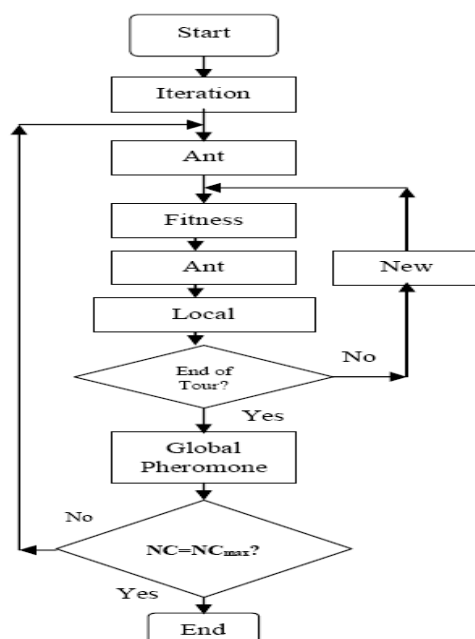 Start
Iteration
Ant
Fitness
Ant
New
Local
End of
Tour?
No
Yes
Global
Pheromone
No
NC=NCmax?
Yes
End